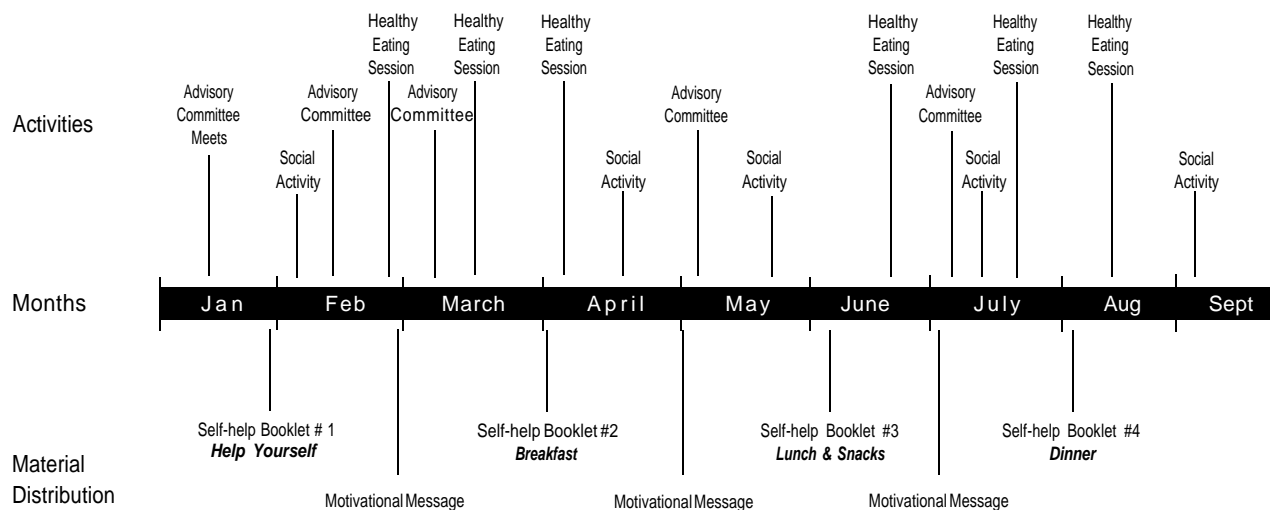 Healthy
Eating
Session
Healthy
Eating
Session
Healthy
Eating
Session
Healthy
Eating
Session
Healthy
Eating
Session
Healthy
Eating
Session
Activities
Advisory
Committee
Meets
Advisory
Committee
Advisory
Committee
Advisory
Committee
Advisory
Committee
Social
Activity
Social
Activity
Social
Activity
Social
Activity
Social
Activity
Months
Jan
Feb
March
April
May
June
July
Aug
Sept
Self-help Booklet # 1
Help Yourself
Self-help Booklet #2
Breakfast
Self-help Booklet #3
Lunch & Snacks
Self-help Booklet #4
Dinner
Material
Distribution
Motivational Message
Motivational Message
Motivational Message